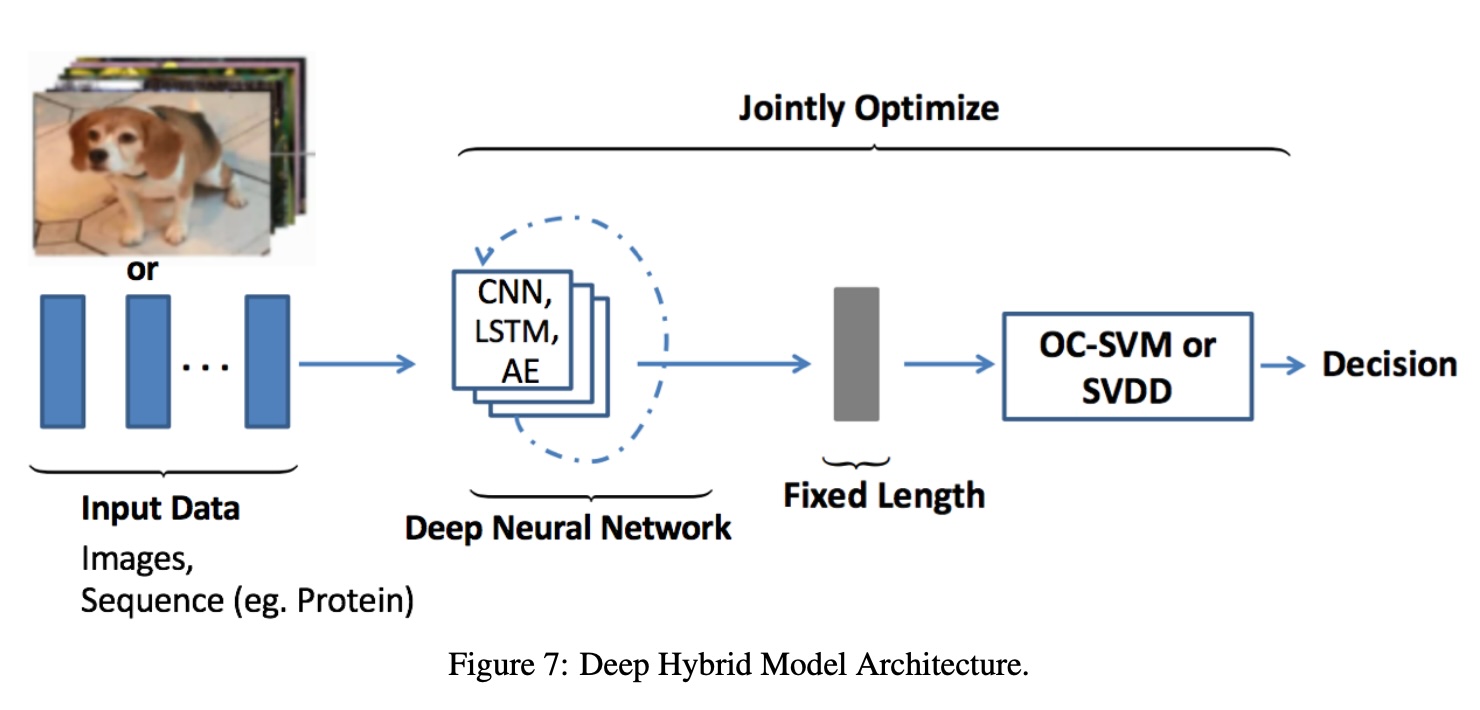 Jointly Optimize
or
CNN,
LSTM,
AE
...
OC-SVM or
SVDD
Decision
Input Data
Images,
Sequence (eg. Protein)
Deep Neural Network
Fixed Length
Figure 7: Deep Hybrid Model Architecture.